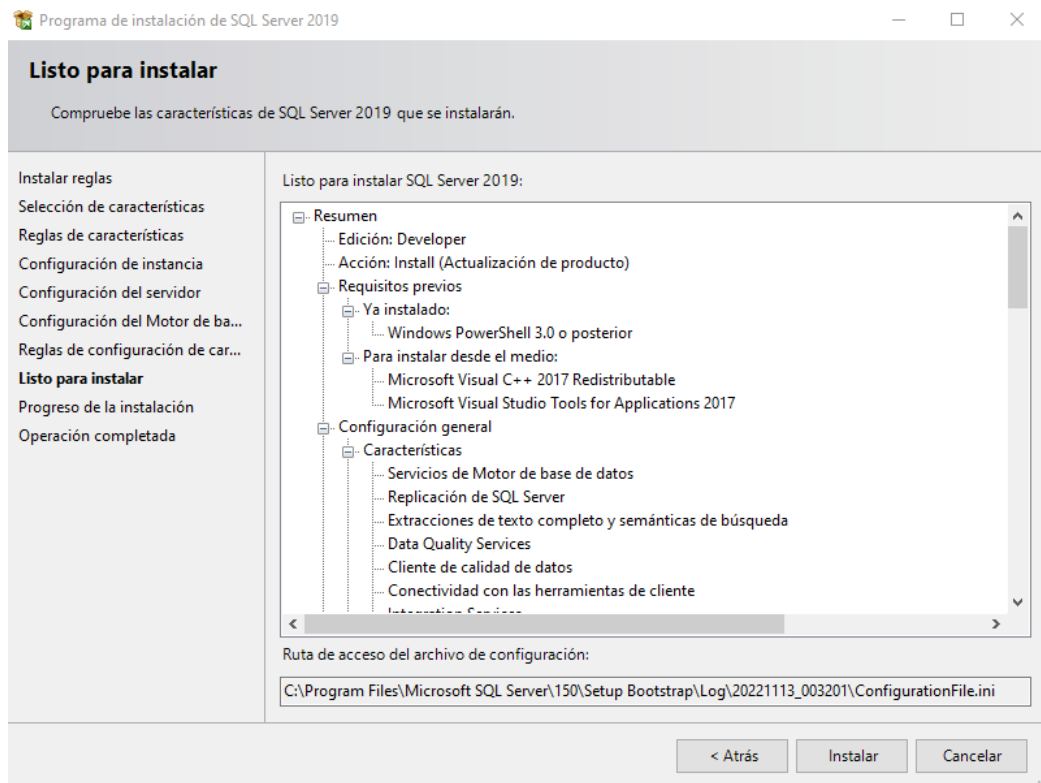 Programa de instalación de SQL Server 2019
Listo para instalar
Compruebe las características de SQL Server 2019 que se instalarán.
Instalar reglas
Selección de características
Reglas de características
Configuración de instancia
Configuración del servidor
Configuración del Motor de ba...
Reglas de configuración de car...
Listo para instalar
Progreso de la instalación
Operación completada
Listo para instalar SQL Server 2019:
Resumen
Edición: Developer
Acción: Install (Actualización de producto)
Requisitos previos
Ya instalado:
Windows PowerShell 3.0 o posterior
Para instalar desde el medio:
Microsoft Visual C++ 2017 Redistributable
Microsoft Visual Studio Tools for Applications 2017
Configuración general
Características
Servicios de Motor de base de datos
Replicación de SQL Server
Extracciones de texto completo y semánticas de búsqueda
Data Quality Services
Cliente de calidad de datos
Conectividad con las herramientas de cliente
Integration Services
Ruta de acceso del archivo de configuración:
C:\Program Files\Microsoft SQL Server\150\Setup Bootstrap\Log\20221113_003201\ConfigurationFile.ini
< Atrás
Instalar
Cancelar